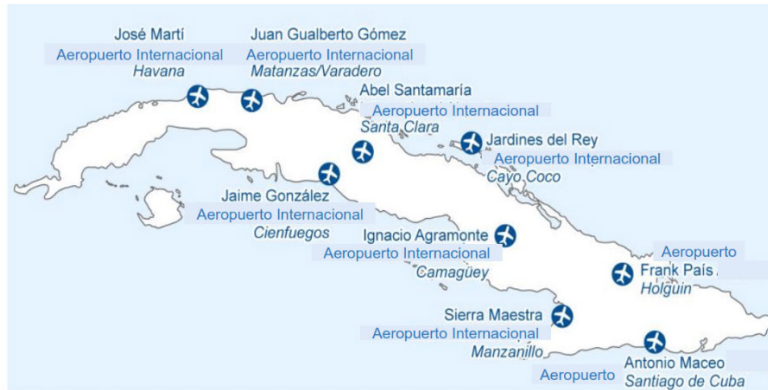 José Martí
Aeropuerto Internacional
Havana
Juan Gualberto Gómez
Aeropuerto Internacional
Matanzas/Varadero
Abel Santamaría
Aeropuerto Internacional
Santa Clara
Jardines del Rey
Aeropuerto Internacional
Cayo Coco
Jaime González
Aeropuerto Internacional
Cienfuegos
Ignacio Agramonte
Aeropuerto Internacional
Camagüey
Aeropuerto
Frank País
Holguin
Sierra Maestra
Aeropuerto Internacional
Manzanillo
Antonio Maceo
Aeropuerto
Santiago de Cuba